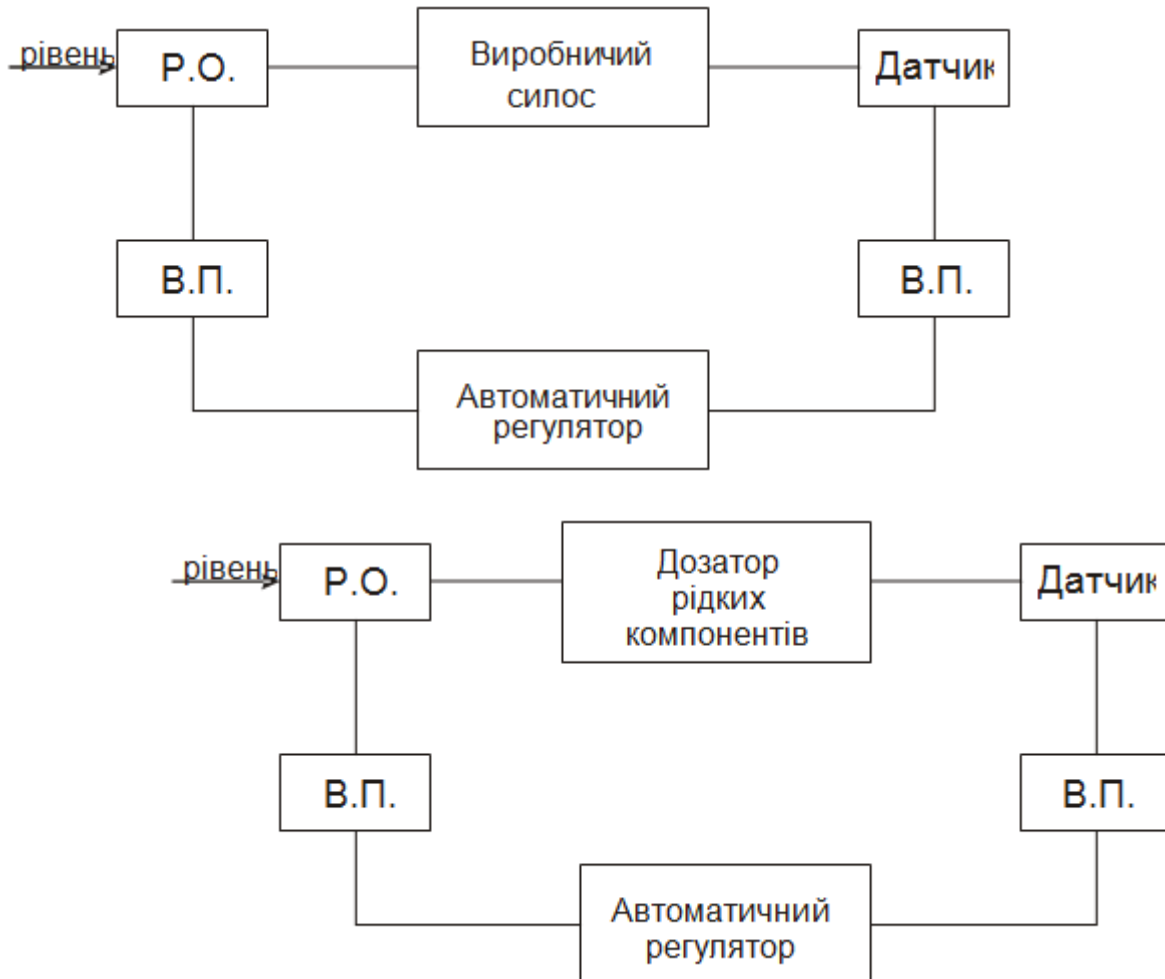 рівень
Р.О.
Виробничий
силос
Датчик
В.П.
В.П.
Автоматичний
регулятор
рівень
Р.О.
Дозатор
рідких
компонентів
Датчик
В.П.
В.П.
Автоматичний
регулятор